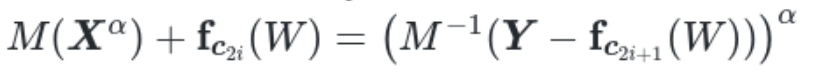 M(X^α) + f_{c_{2i}}(W) = (M^{−1}(Y − f_{c_{2i+1}}(W)))^α